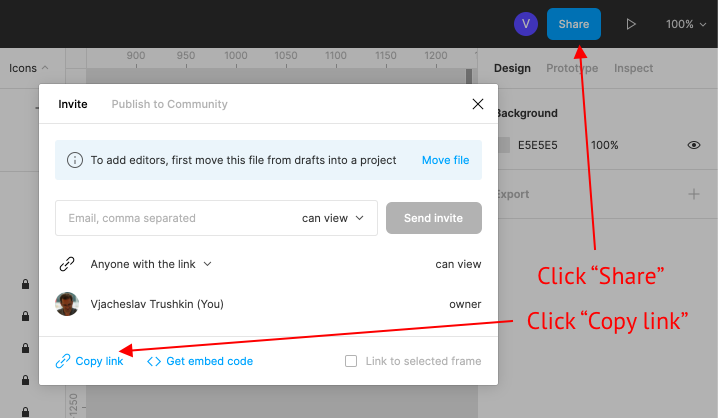 V
Share
100%
Icons
900 950 1000 1050 1100 1150 1200
Design Prototype Inspect
Invite Publish to Community
Background
To add editors, first move this file from drafts into a project Move file
E5E5E5 100%
Export
Email, comma separated can view Send invite
Anyone with the link can view
Click “Share”
Vjacheslav Trushkin (You) owner
Click “Copy link”
Copy link Get embed code Link to selected frame
-1250